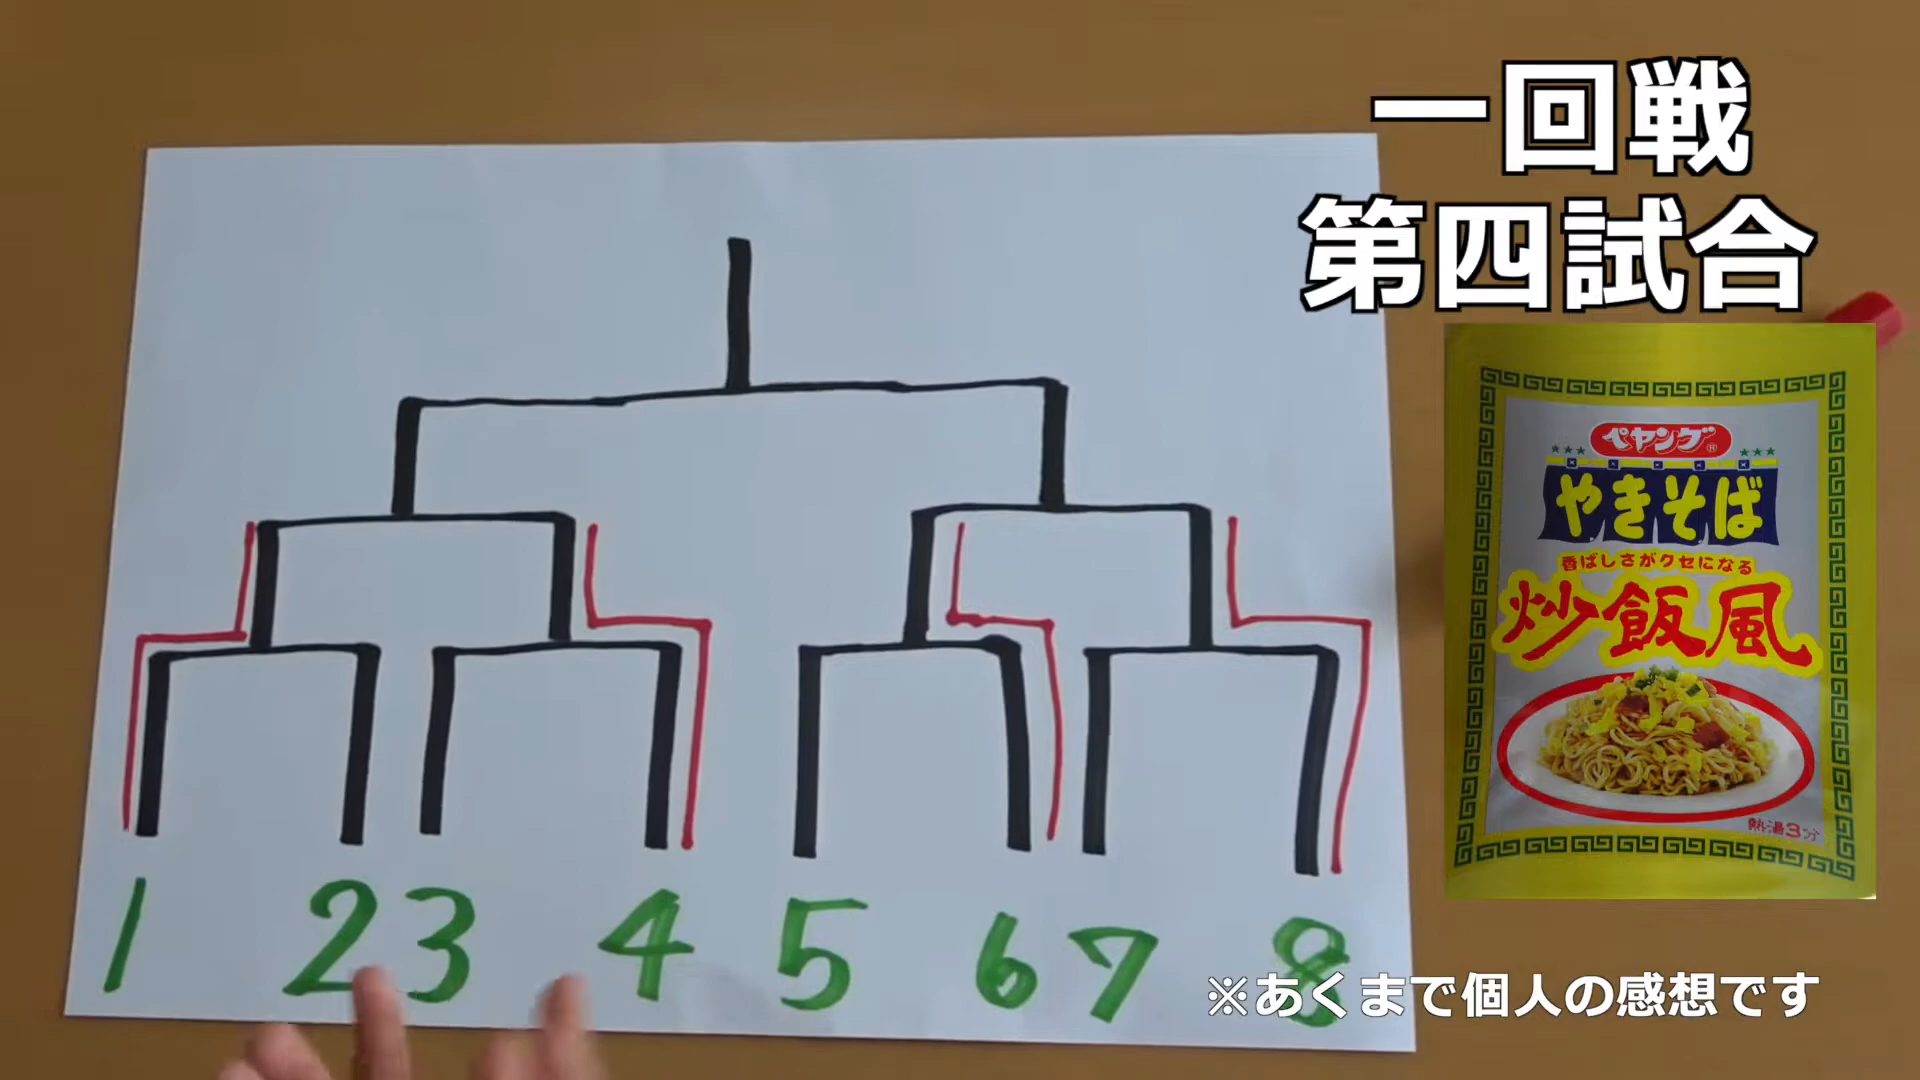 一回戦
第四試合
ペヤング
やきそば
香ばしさがクセになる
炒飯風
熱湯3分
1 2 3 4 5 6 7 8
※あくまで個人の感想です